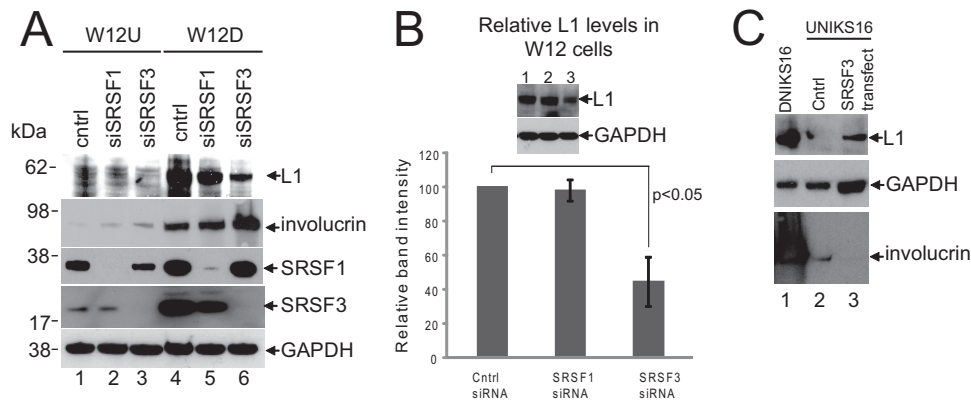 A
W12U W12D
cntrl
siSRSF1
siSRSF3
cntrl
siSRSF1
siSRSF3
kDa
62-
98-
38-
17-
38-
L1
involucrin
SRSF1
SRSF3
GAPDH
1 2 3 4 5 6
B
Relative L1 levels in
W12 cells
1 2 3
L1
GAPDH
Relative band intensity
120
100
80
60
40
20
0
p<0.05
Cntrl
siRNA
SRSF1
siRNA
SRSF3
siRNA
C
UNIKS16
DNIKS16
Cntrl
SRSF3
transfect
L1
GAPDH
involucrin
1 2 3